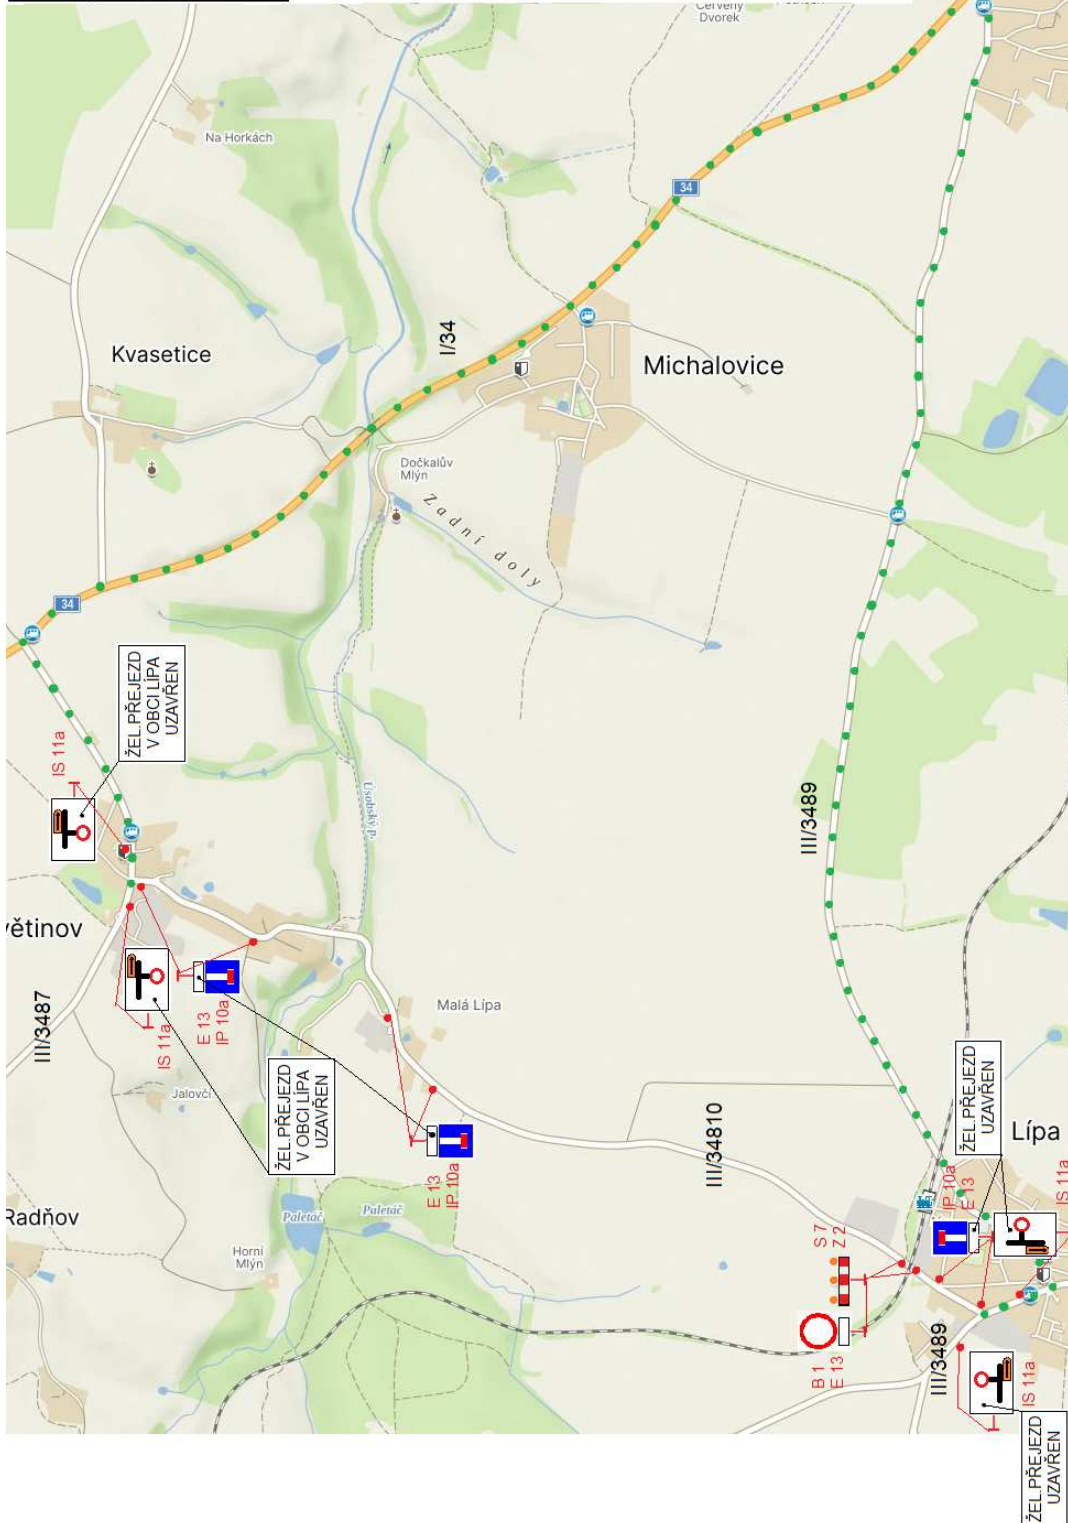 Červený
Dvorek
Na Horkách
34
I/34
Kvasetice
Michalovice
Dočkalův
Mlýn
Zadní doly
34
ŽEL.PŘEJEZD
V OBCI LÍPA
UZAVŘEN
IS 11a
Úsobský p.
III/3489
větinov
III/3487
IS 11a
E 13
IP 10a
Malá Lípa
Jalovčí
ŽEL.PŘEJEZD
V OBCI LÍPA
UZAVŘEN
E 13
IP 10a
III/34810
ŽEL.PŘEJEZD
UZAVŘEN
Lípa
Radňov
Paletáč
Paletáč
Horní
Mlýn
S 7
Z 2
IP 10a
E 13
IS 11a
B 1
E 13
III/3489
IS 11a
ŽEL.PŘEJEZD
UZAVŘEN